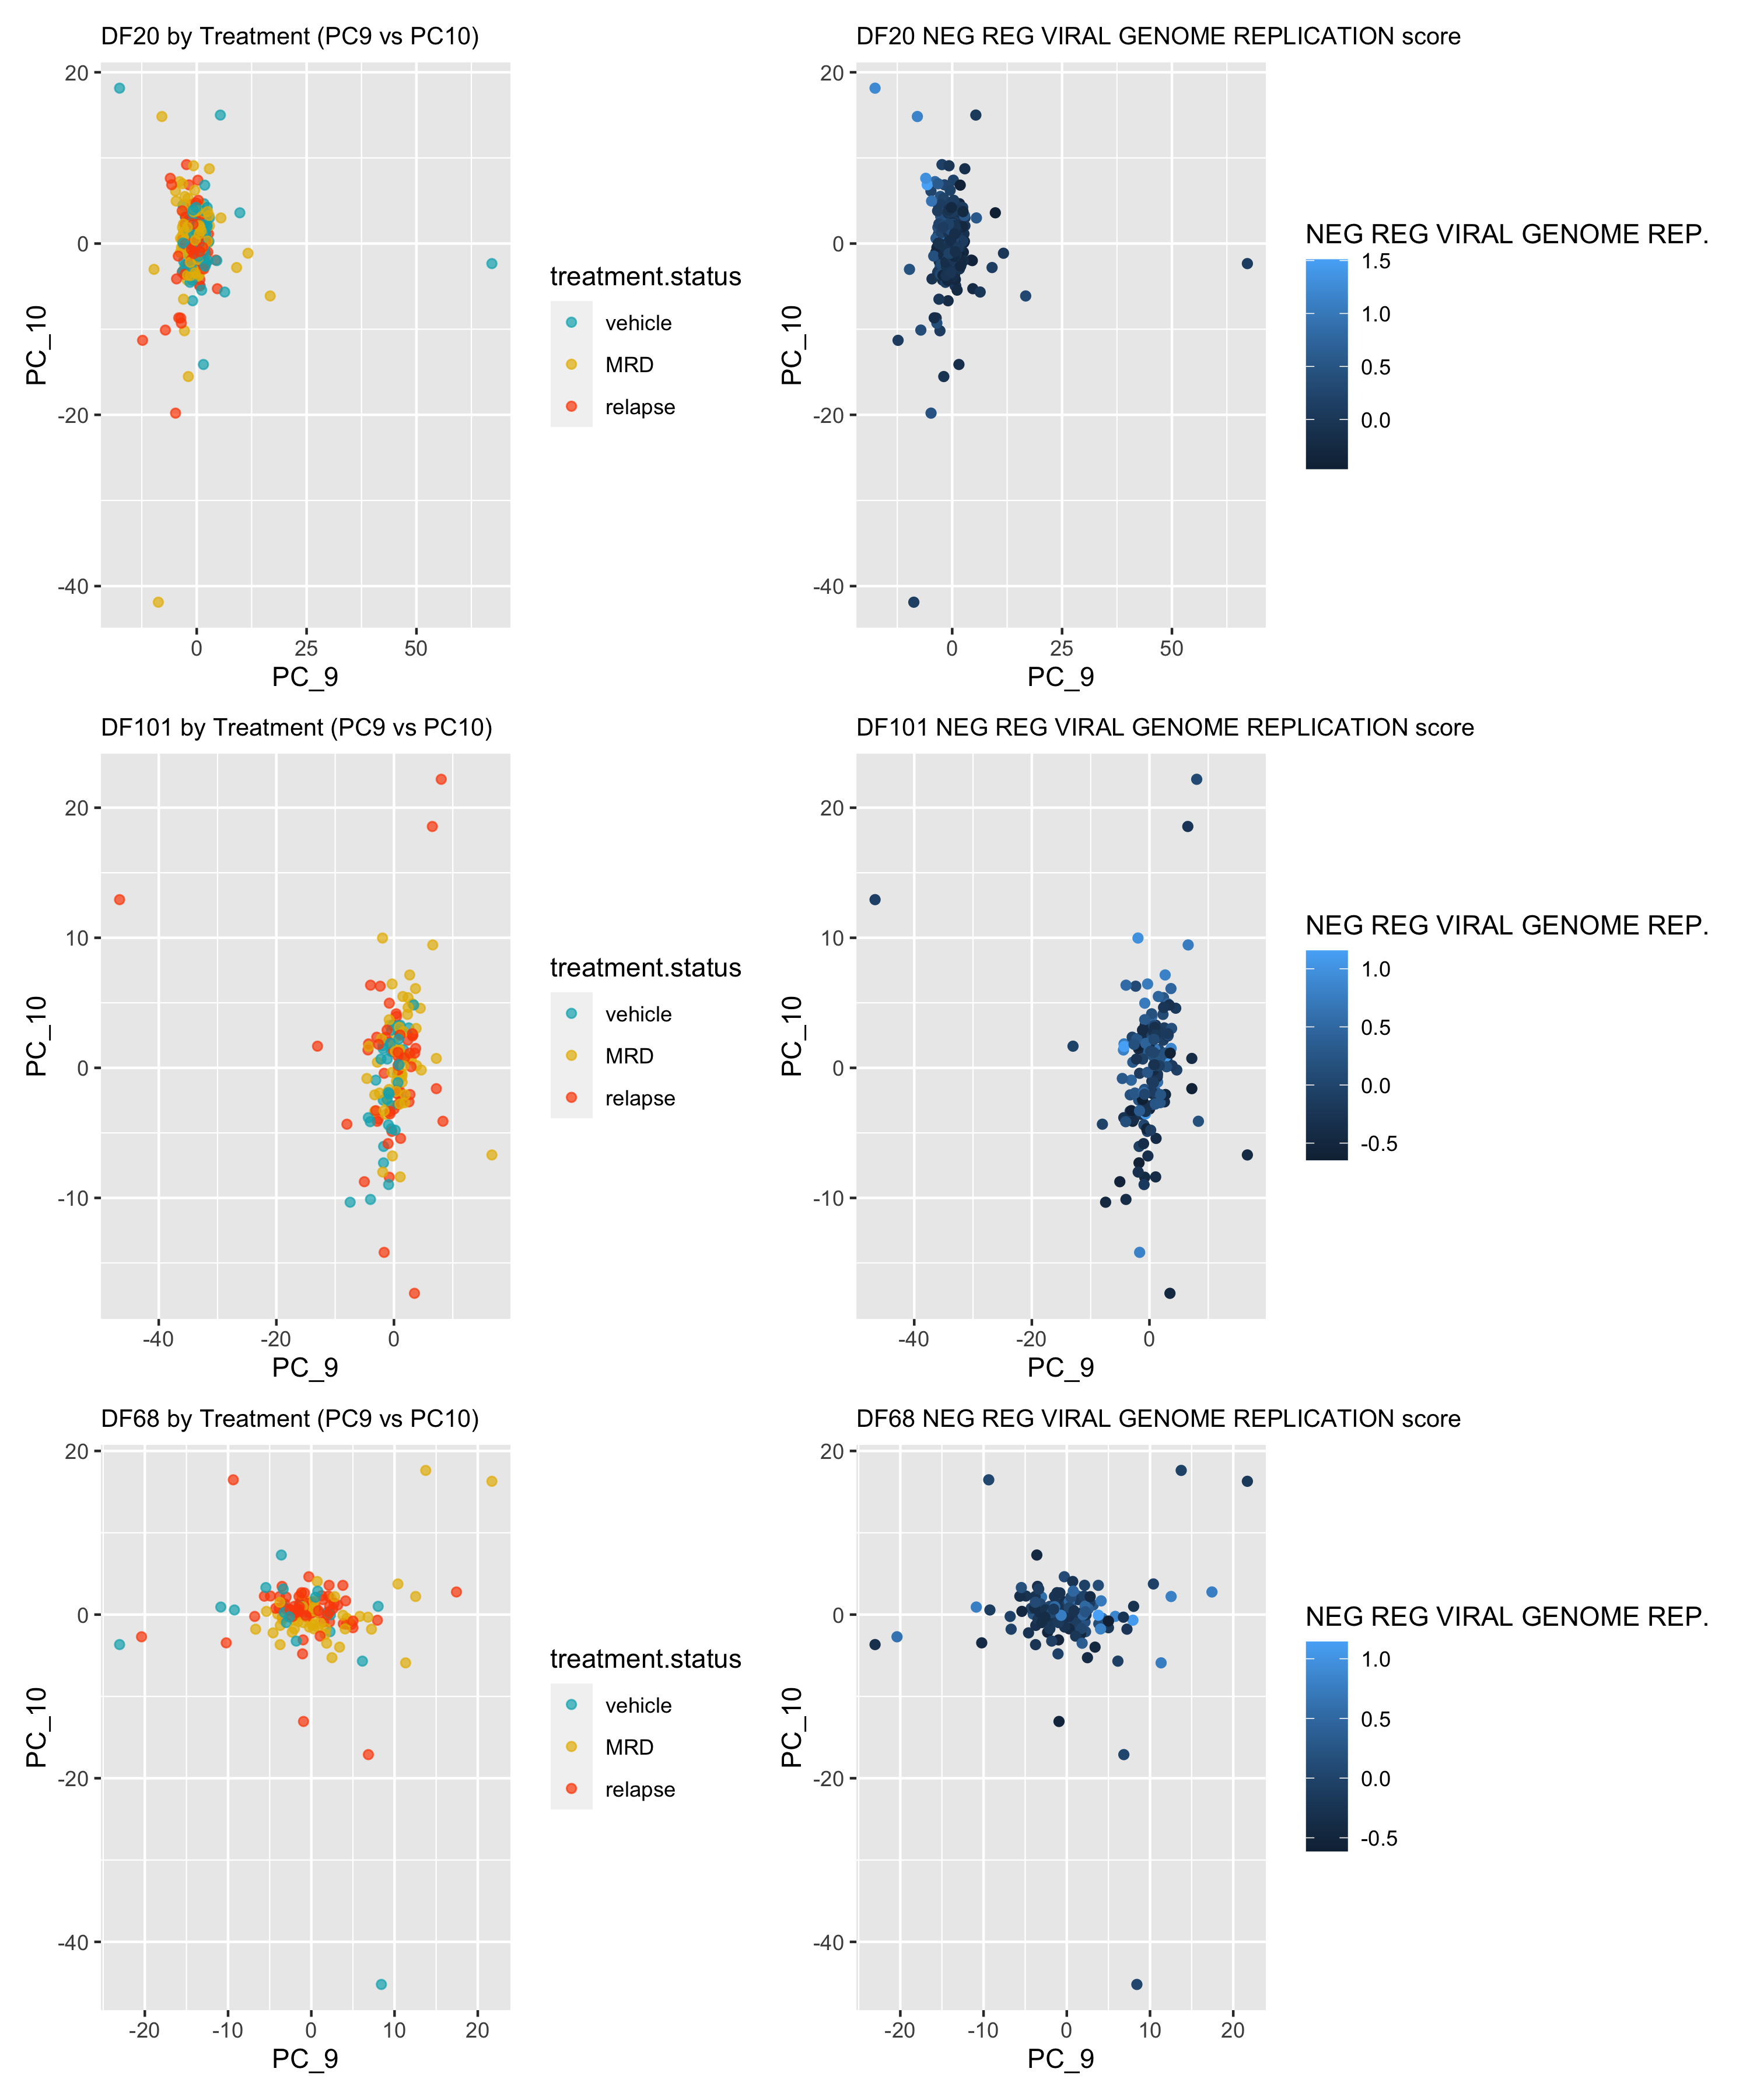 DF20 by Treatment (PC9 vs PC10)
20
0
-20
-40
PC_10
0 25 50
PC_9
treatment.status
vehicle
MRD
relapse
DF20 NEG REG VIRAL GENOME REPLICATION score
20
0
-20
-40
PC_10
0 25 50
PC_9
NEG REG VIRAL GENOME REP.
1.5
1.0
0.5
0.0
DF101 by Treatment (PC9 vs PC10)
20
10
0
-10
PC_10
-40 -20 0
PC_9
treatment.status
vehicle
MRD
relapse
DF101 NEG REG VIRAL GENOME REPLICATION score
20
10
0
-10
PC_10
-40 -20 0
PC_9
NEG REG VIRAL GENOME REP.
1.0
0.5
0.0
-0.5
DF68 by Treatment (PC9 vs PC10)
20
0
-20
-40
PC_10
-20 -10 0 10 20
PC_9
treatment.status
vehicle
MRD
relapse
DF68 NEG REG VIRAL GENOME REPLICATION score
20
0
-20
-40
PC_10
-20 -10 0 10 20
PC_9
NEG REG VIRAL GENOME REP.
1.0
0.5
0.0
-0.5